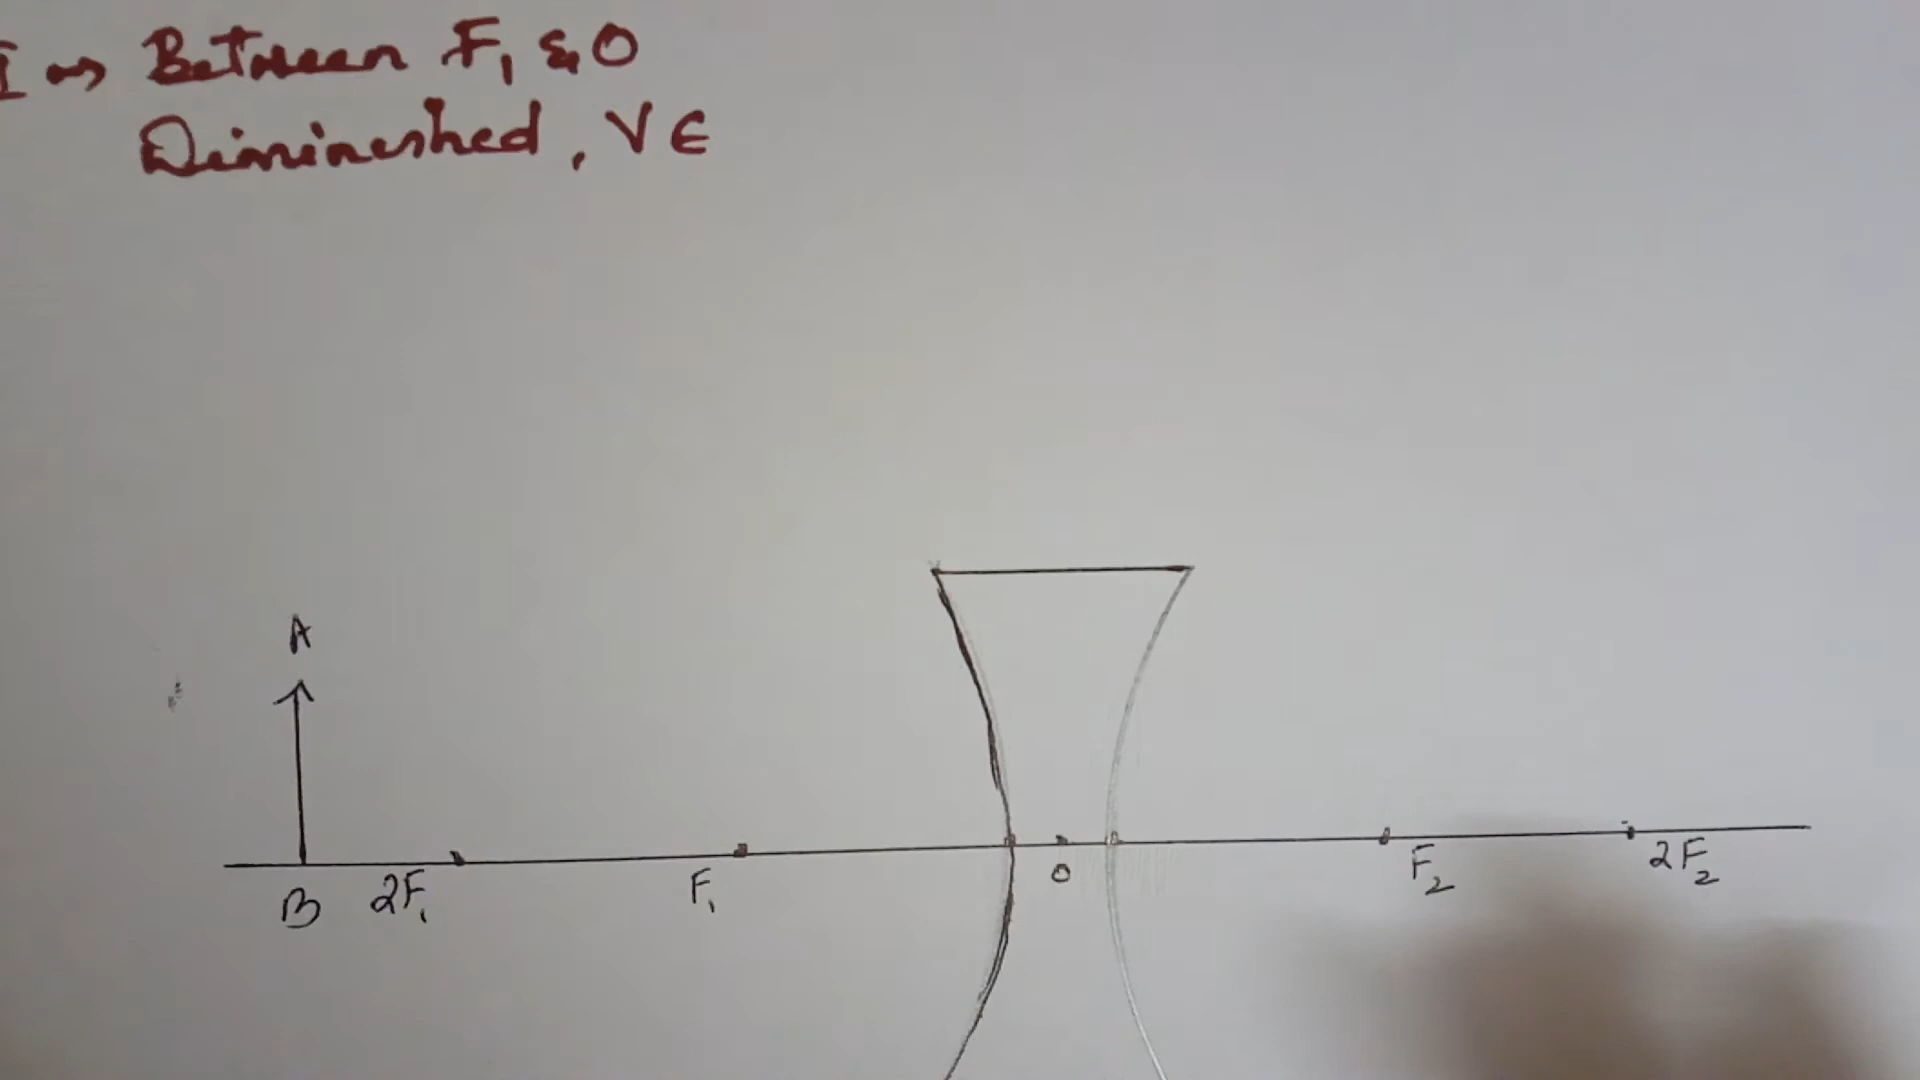 I → Between F₁ & O
Diminished, VE
A
B
2F₁
F₁
O
F₂
2F₂